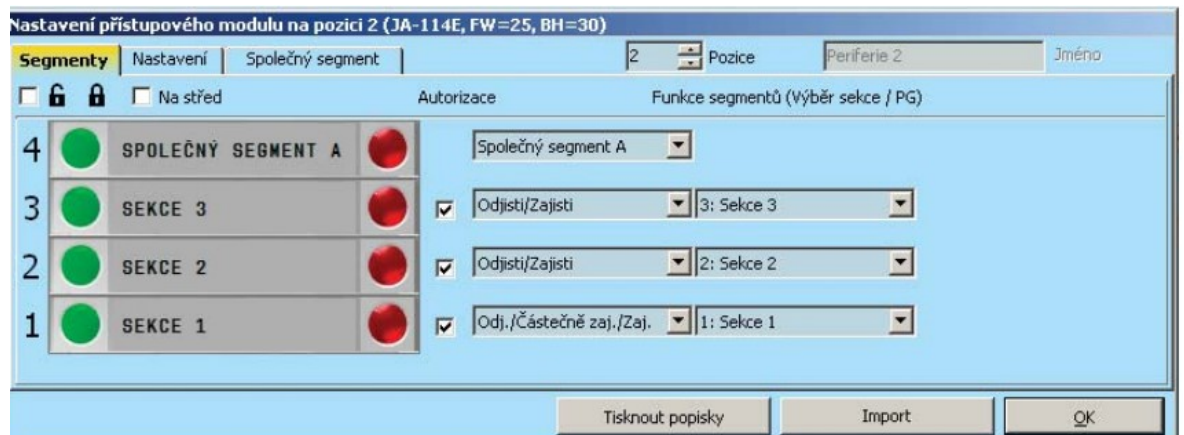 Nastavení přístupového modulu na pozici 2 (JA-114E, FW=25, BH=30)
Segmenty Nastavení Společný segment 2 Pozice Periferie 2 Jméno
Na střed Autorizace Funkce segmentů (Výběr sekce / PG)
4 SPOLEČNÝ SEGMENT A Společný segment A
3 SEKCE 3 Odjisti/Zajisti 3: Sekce 3
2 SEKCE 2 Odjisti/Zajisti 2: Sekce 2
1 SEKCE 1 Odj./Částečně zaj./Zaj. 1: Sekce 1
Tisknout popisky Import OK